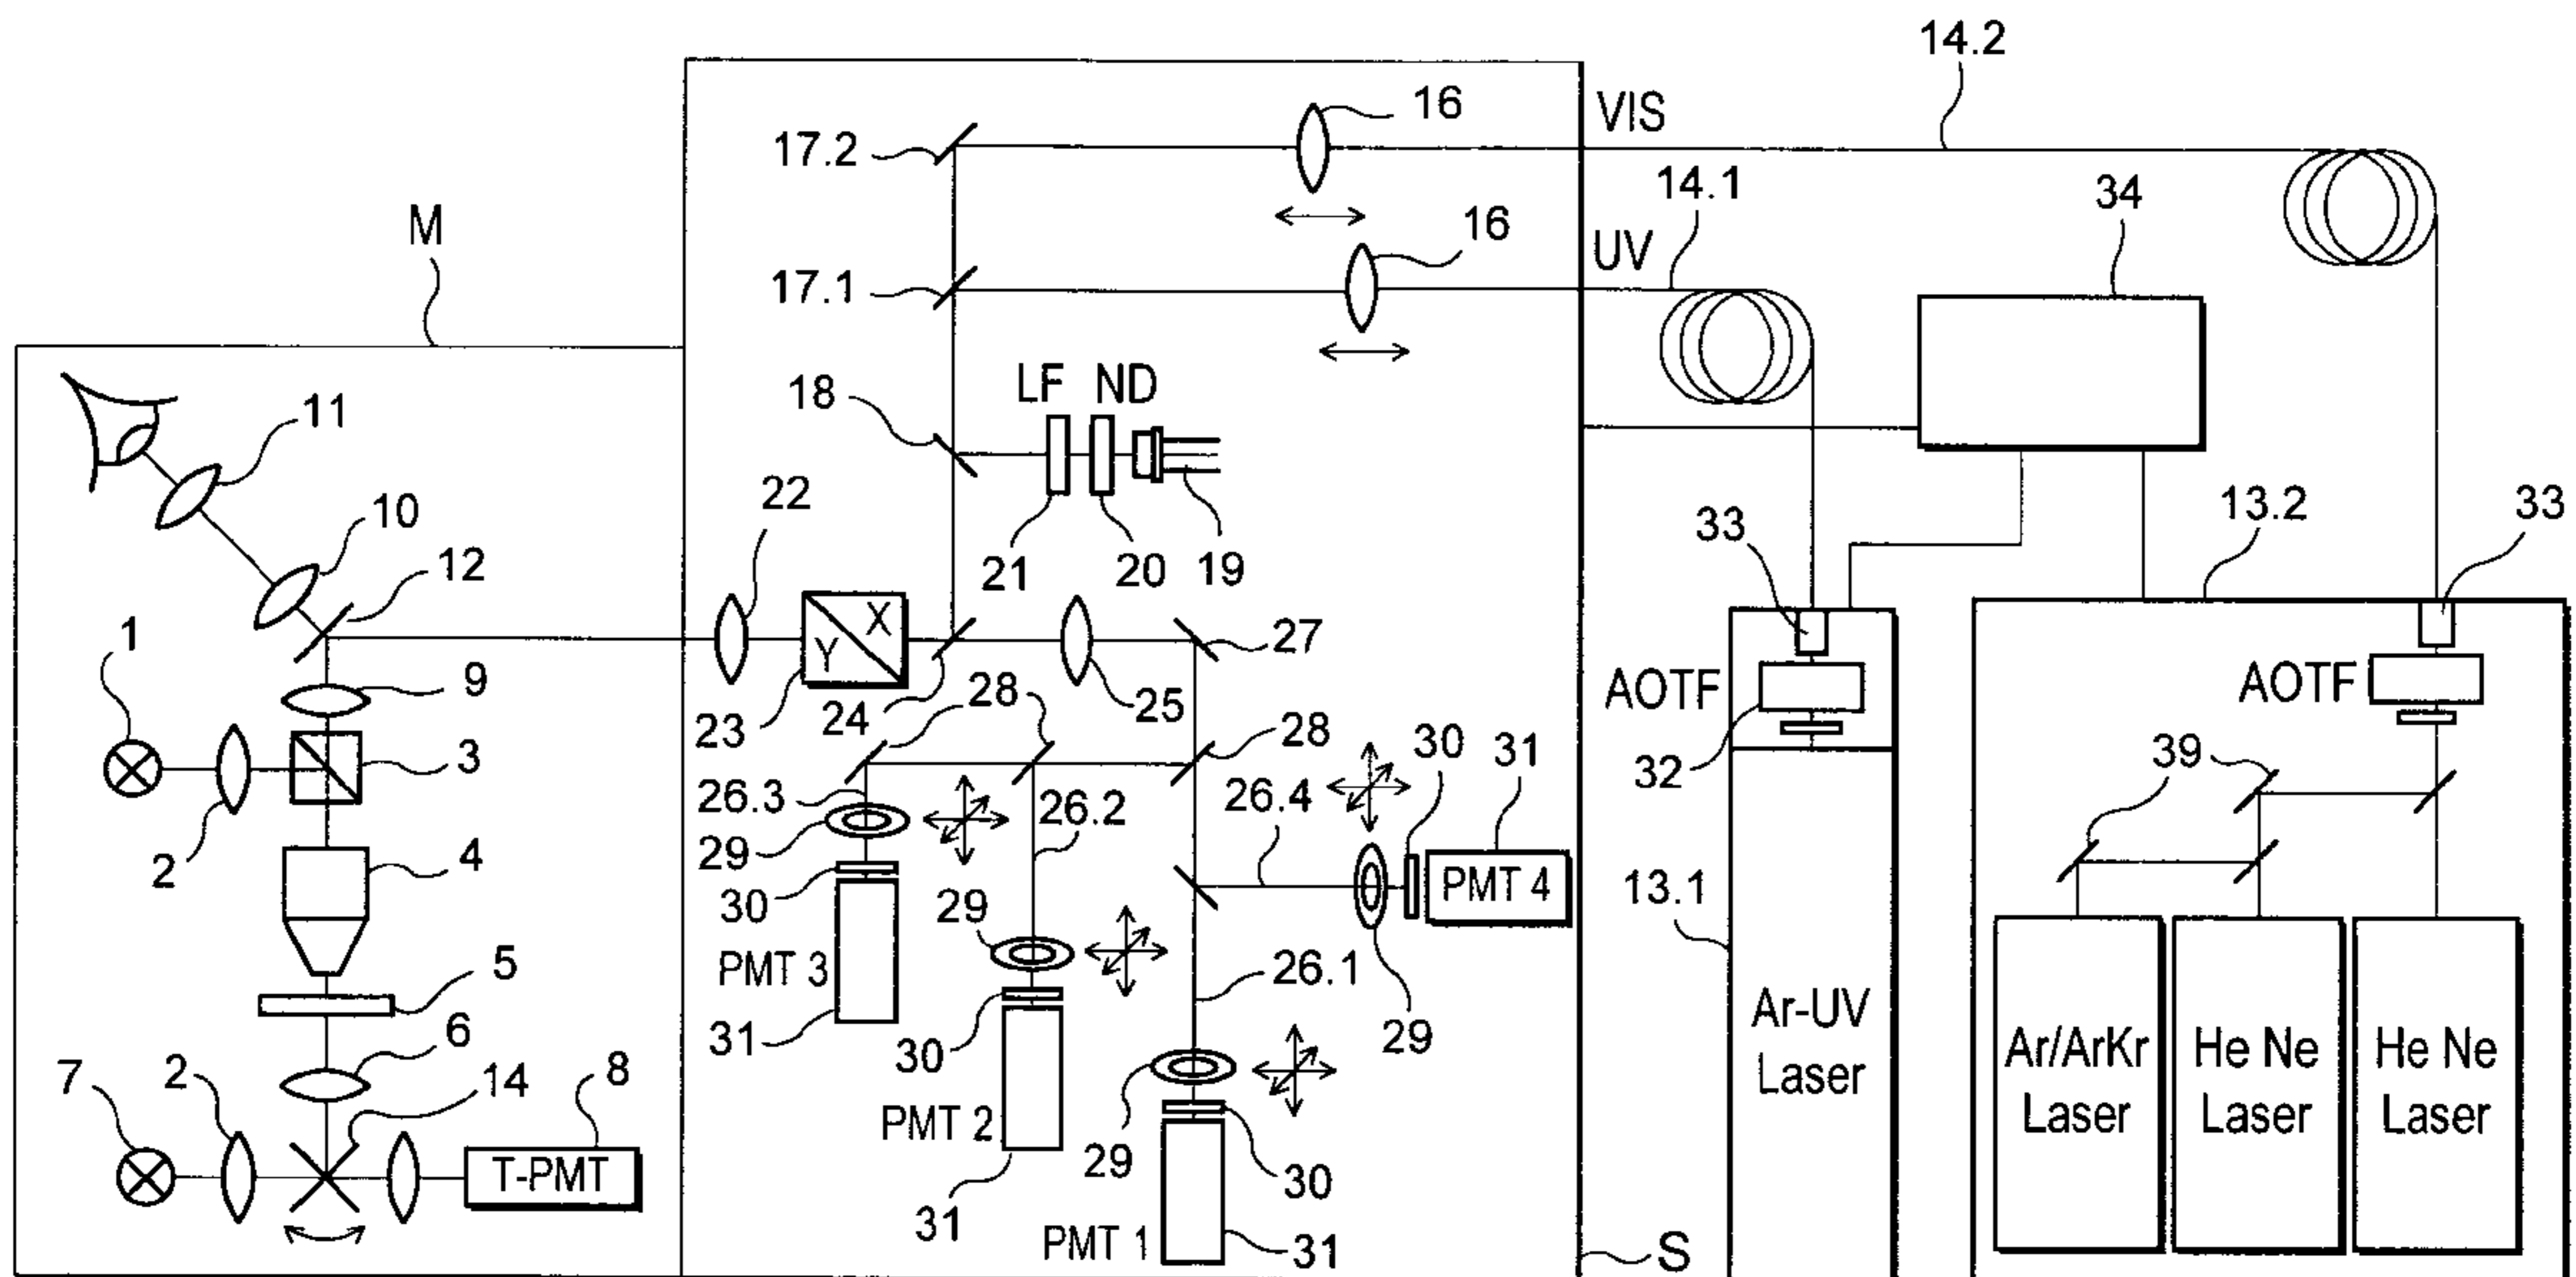 14.2
16
VIS
17.2
14.1
34
M
16
UV
17.1
LF ND
18
11
22
13.2
33
10
33
12
21
20
19
1
X
Y
27
9
28
AOTF
AOTF
23
24
25
3
28
30
31
32
39
26.3
26.4
2
26.2
4
29
29
PMT 4
13.1
30
5
PMT 3
26.1
29
Ar-UV
Laser
31
30
6
Ar/ArKr
Laser
He Ne
Laser
He Ne
Laser
7
2
14
8
PMT 2
29
30
T-PMT
31
PMT 1
31
S